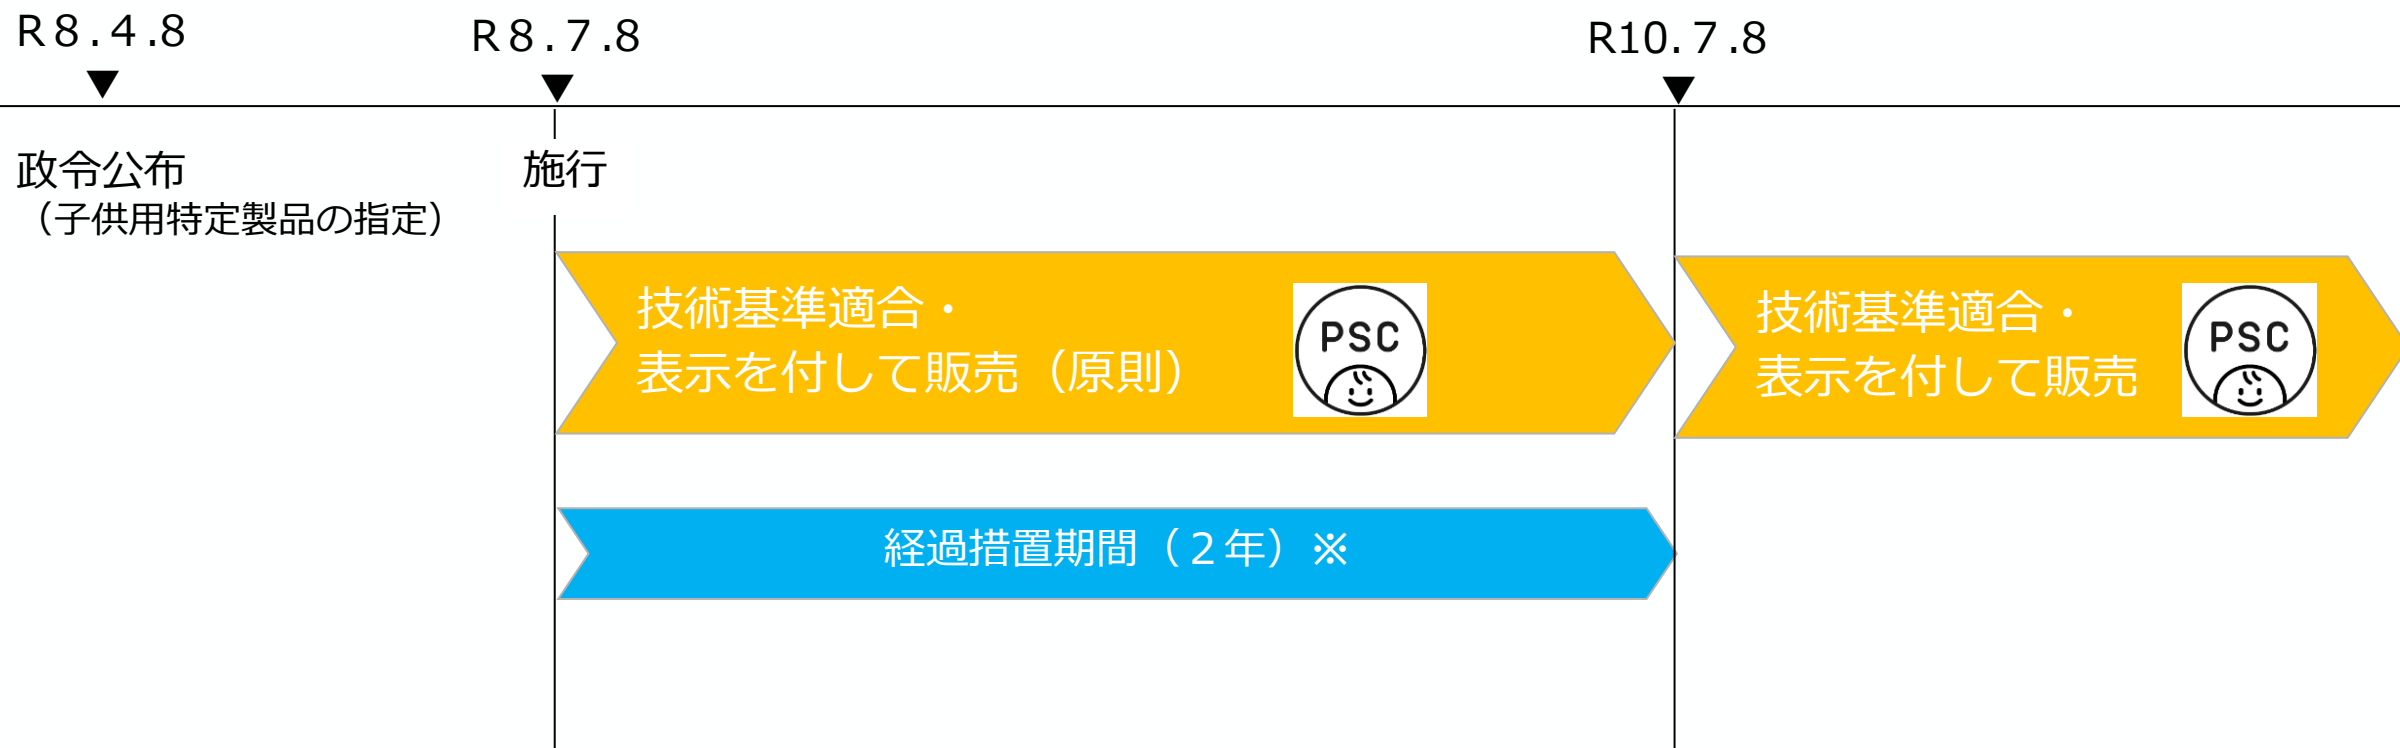 R８.４.8
R８.７.8
R10.７.8
政令公布
（子供用特定製品の指定）
施行
技術基準適合・
表示を付して販売（原則）
PSC
技術基準適合・
表示を付して販売
PSC
経過措置期間（２年）※